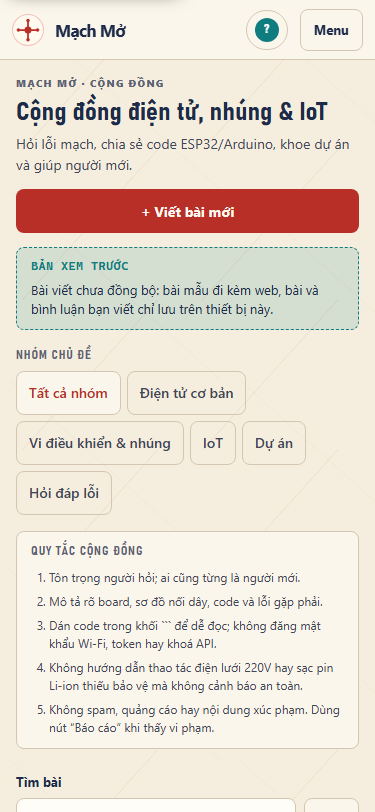 Mạch Mở
?
Menu
MẠCH MỞ · CỘNG ĐỒNG
Cộng đồng điện tử, nhúng & IoT
Hỏi lỗi mạch, chia sẻ code ESP32/Arduino, khoe dự án
và giúp người mới.
+ Viết bài mới
BẢN XEM TRƯỚC
Bài viết chưa đồng bộ: bài mẫu đi kèm web, bài và
bình luận bạn viết chỉ lưu trên thiết bị này.
NHÓM CHỦ ĐỀ
Tất cả nhóm
Điện tử cơ bản
Vi điều khiển & nhúng
IoT
Dự án
Hỏi đáp lỗi
QUY TẮC CỘNG ĐỒNG
1. Tôn trọng người hỏi; ai cũng từng là người mới.
2. Mô tả rõ board, sơ đồ nối dây, code và lỗi gặp phải.
3. Dán code trong khối ``` để dễ đọc; không đăng mật
khẩu Wi-Fi, token hay khoá API.
4. Không hướng dẫn thao tác điện lưới 220V hay sạc pin
Li-ion thiếu bảo vệ mà không cảnh báo an toàn.
5. Không spam, quảng cáo hay nội dung xúc phạm. Dùng
nút “Báo cáo” khi thấy vi phạm.
Tìm bài